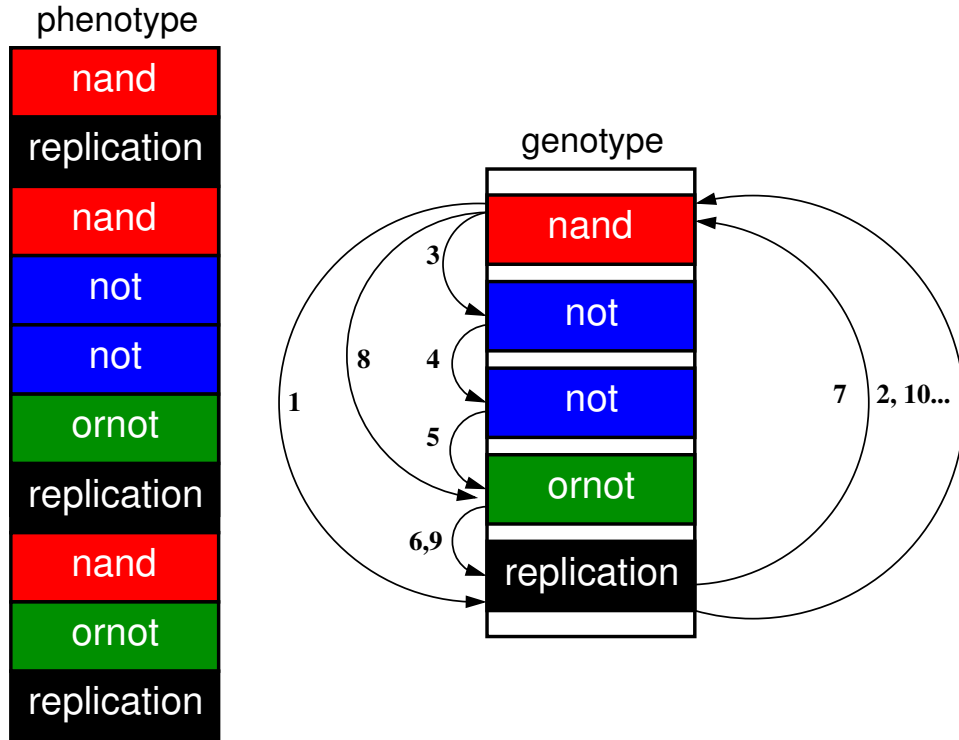 phenotype
nand
replication
nand
not
not
ornot
replication
nand
ornot
replication
genotype
nand
not
not
ornot
replication
1
8
3
4
5
6,9
7
2, 10...